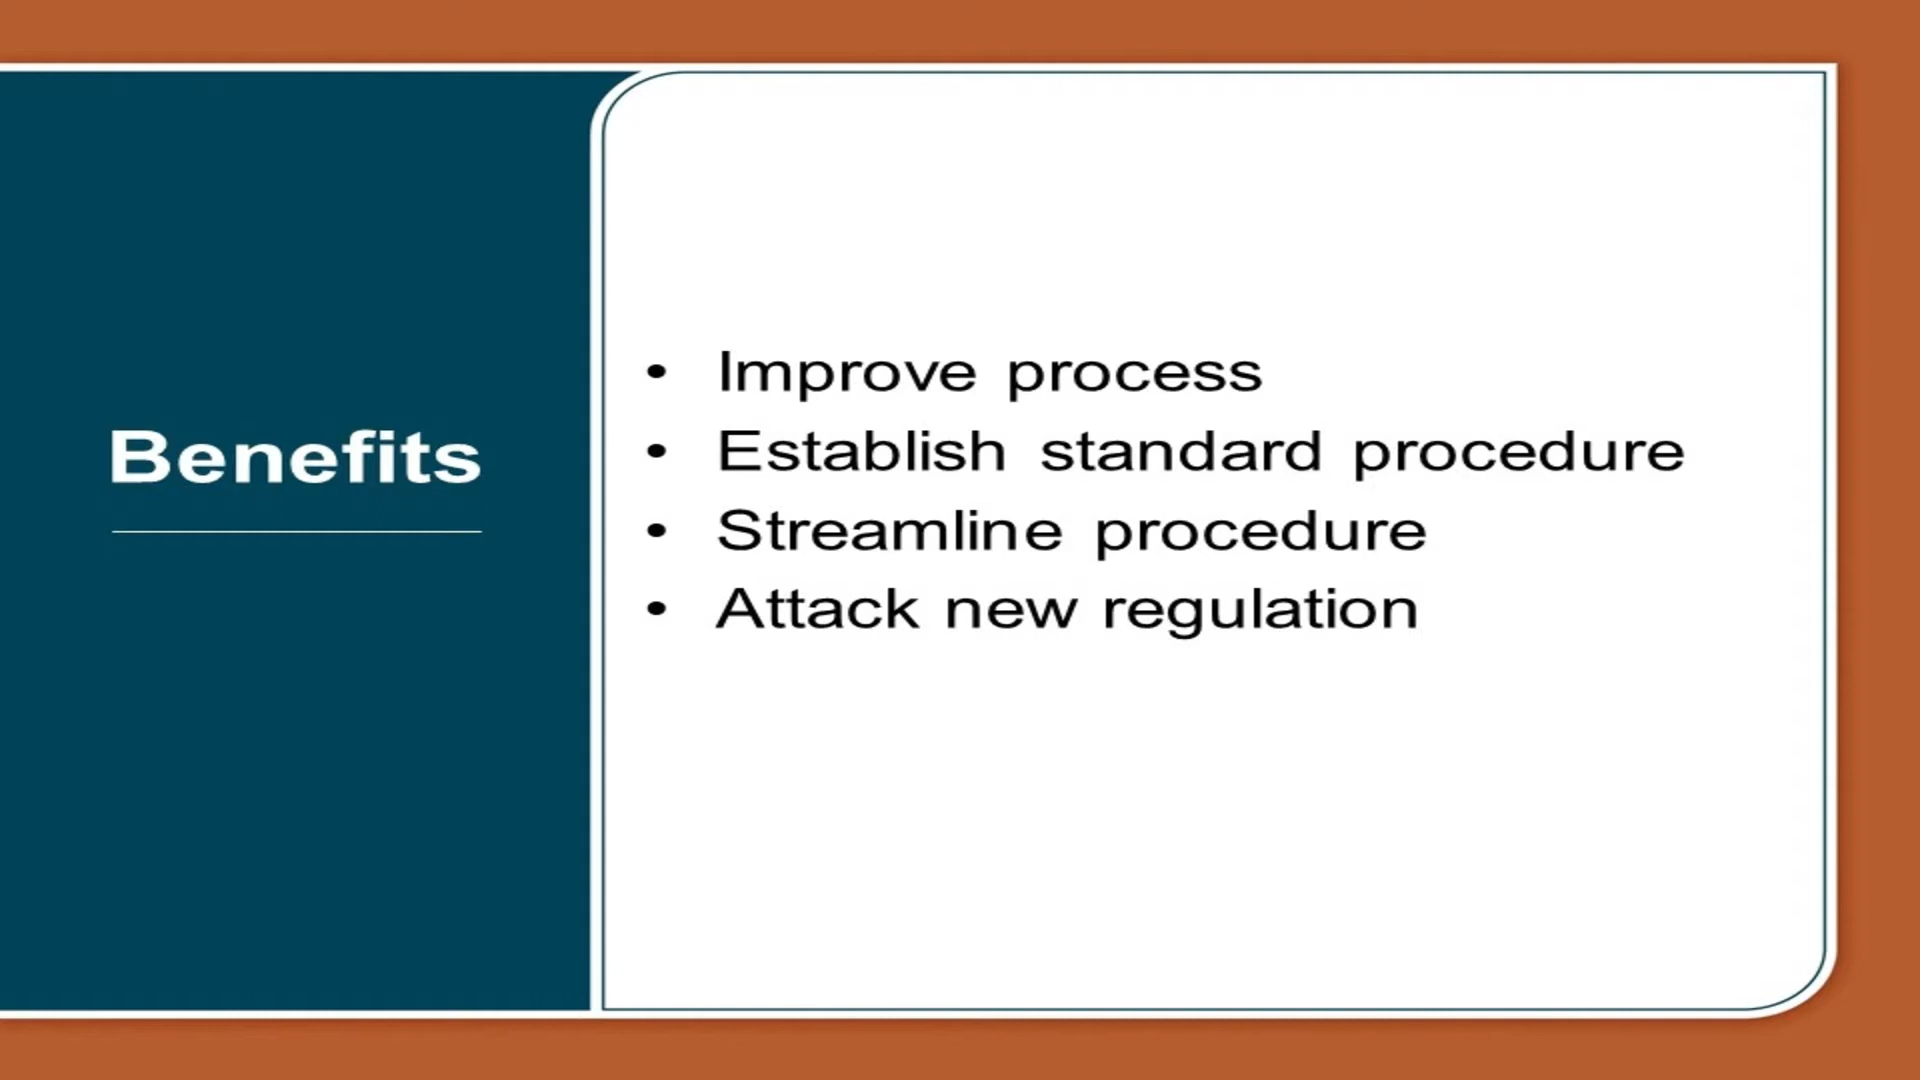 Benefits
• Improve process
• Establish standard procedure
• Streamline procedure
• Attack new regulation